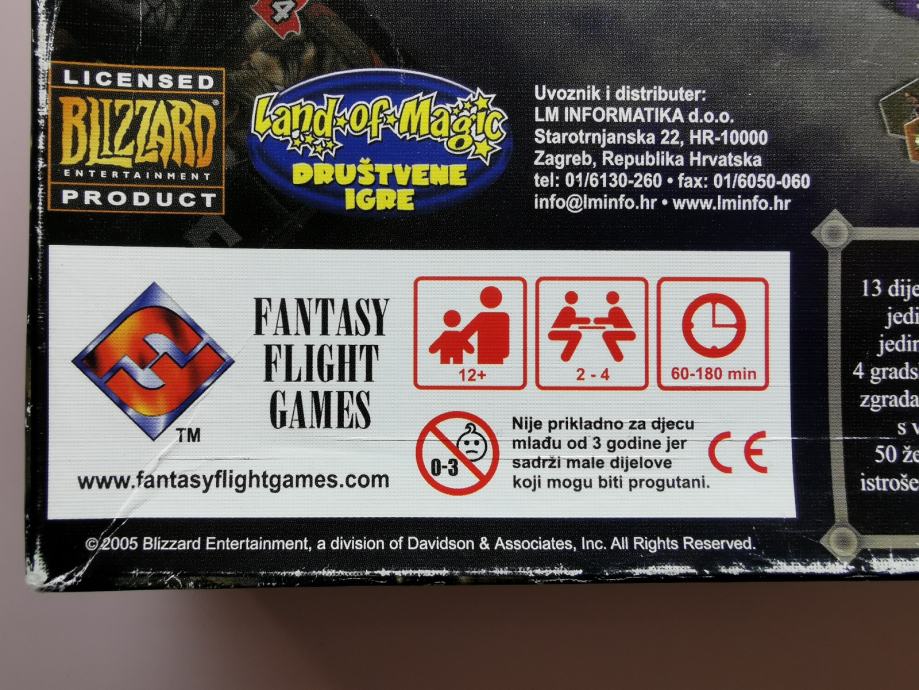 4
LICENSED
BLIZZARD®
ENTERTAINMENT
PRODUCT
Land of Magic
DRUŠTVENE
IGRE
Uvoznik i distributer:
LM INFORMATIKA d.o.o.
Starotrnjanska 22, HR-10000
Zagreb, Republika Hrvatska
tel: 01/6130-260 • fax: 01/6050-060
info@lminfo.hr • www.lminfo.hr
FANTASY
FLIGHT
GAMES
TM
www.fantasyflightgames.com
12+
2 - 4
60-180 min
0-3
Nije prikladno za djecu
mlađu od 3 godine jer
sadrži male dijelove
koji mogu biti progutani.
CE
©2005 Blizzard Entertainment, a division of Davidson & Associates, Inc. All Rights Reserved.
13 dije
jedi
jedin
4 grads
zgrada
s v
50 že
istroše